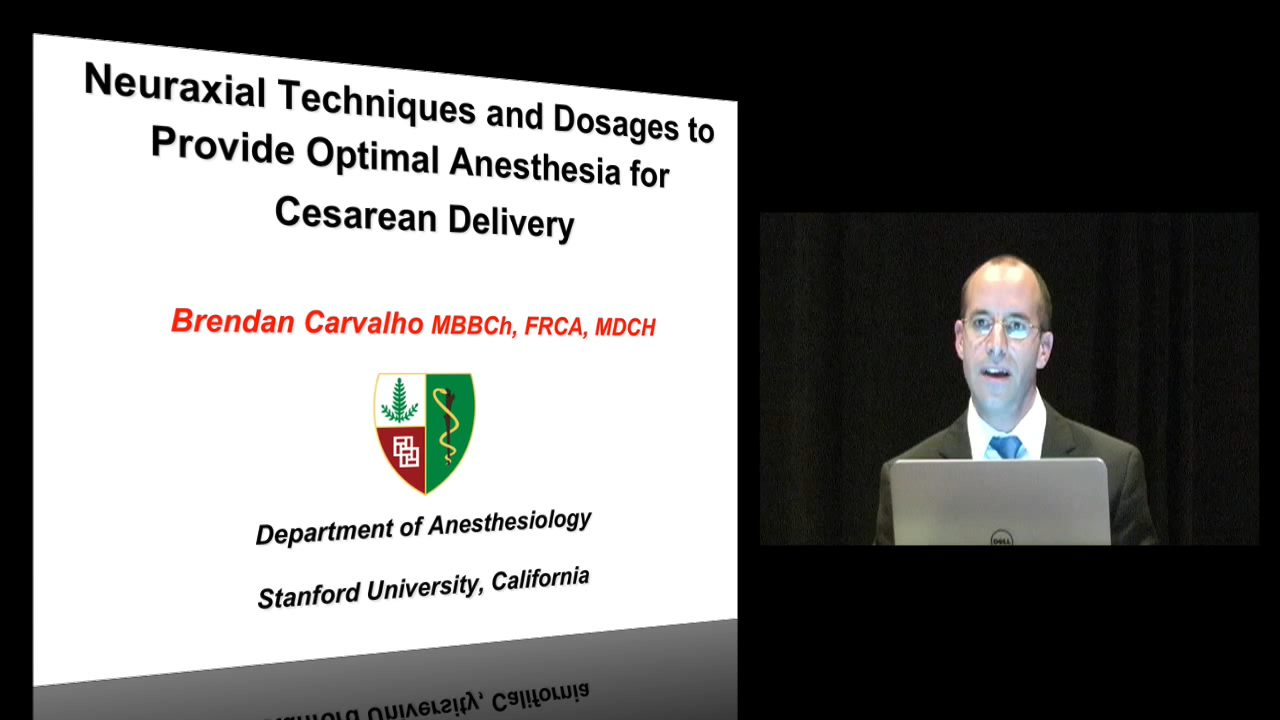 Neuraxial Techniques and Dosages to
Provide Optimal Anesthesia for
Cesarean Delivery
Brendan Carvalho MBBCh, FRCA, MDCH
Department of Anesthesiology
Stanford University, California
DELL